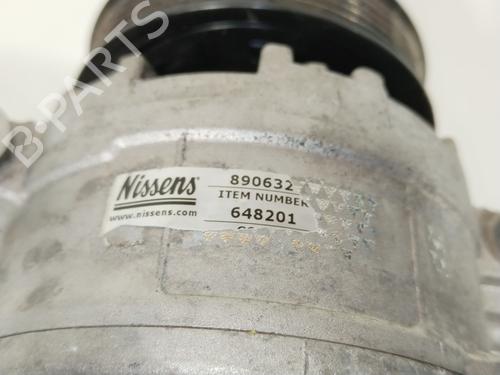 B-PARTS
Nissens
www.nissens.com
890632
ITEM NUMBER
648201